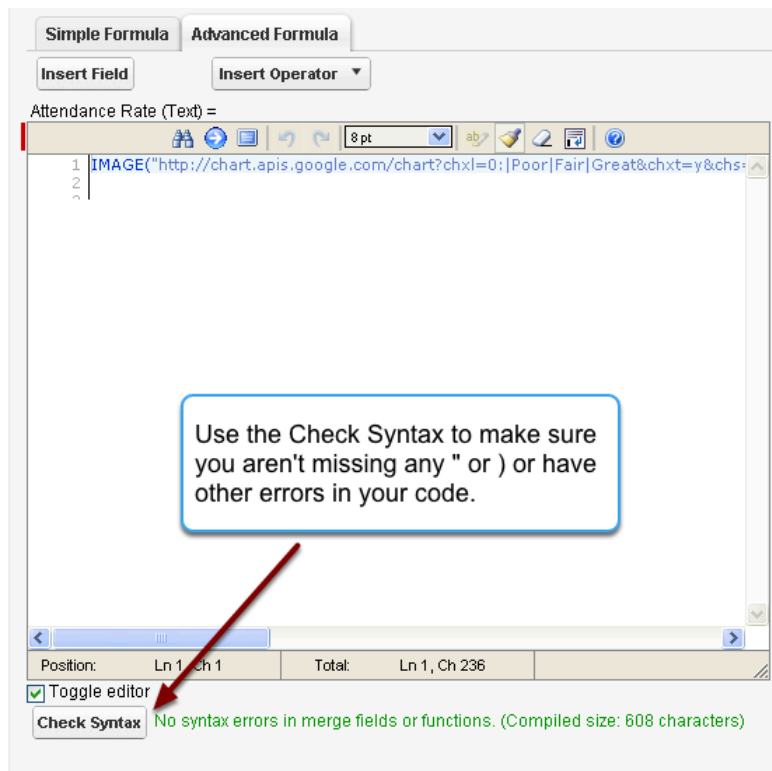 Simple Formula Advanced Formula
Insert Field Insert Operator
Attendance Rate (Text) =
8 pt
1 IMAGE("http://chart.apis.google.com/chart?chxl=0:|Poor|Fair|Great&chxt=y&chs=
2
Use the Check Syntax to make sure
you aren't missing any " or ) or have
other errors in your code.
Position: Ln 1, Ch 1 Total: Ln 1, Ch 236
Toggle editor
Check Syntax No syntax errors in merge fields or functions. (Compiled size: 608 characters)